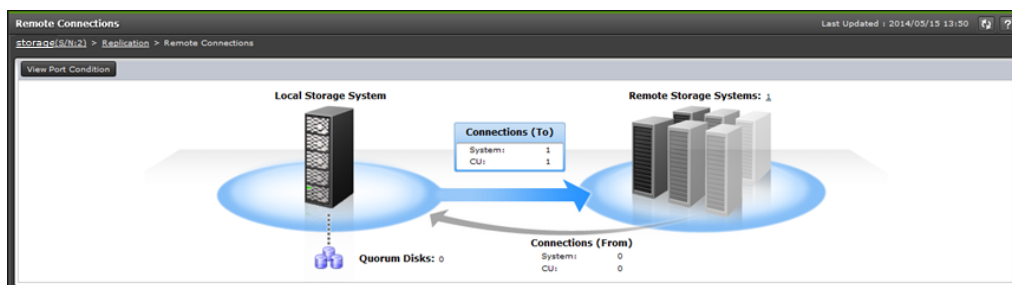 Remote Connections
Last Updated : 2014/05/15 13:50
?
storage(S/N:2) > Replication > Remote Connections
View Port Condition
Local Storage System
Remote Storage Systems: 1
Connections (To)
System: 1
CU: 1
Connections (From)
System: 0
CU: 0
Quorum Disks: 0